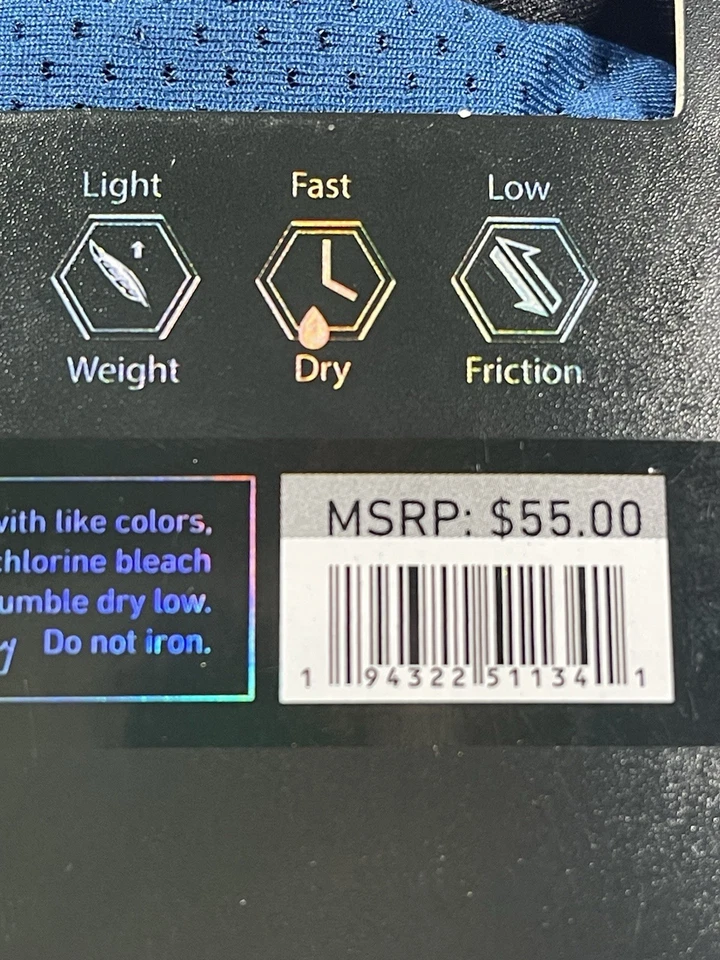 Light
Weight
Fast
Dry
Low
Friction
with like colors,
chlorine bleach
umble dry low.
Do not iron.
MSRP: $55.00
1 94322 51134 1